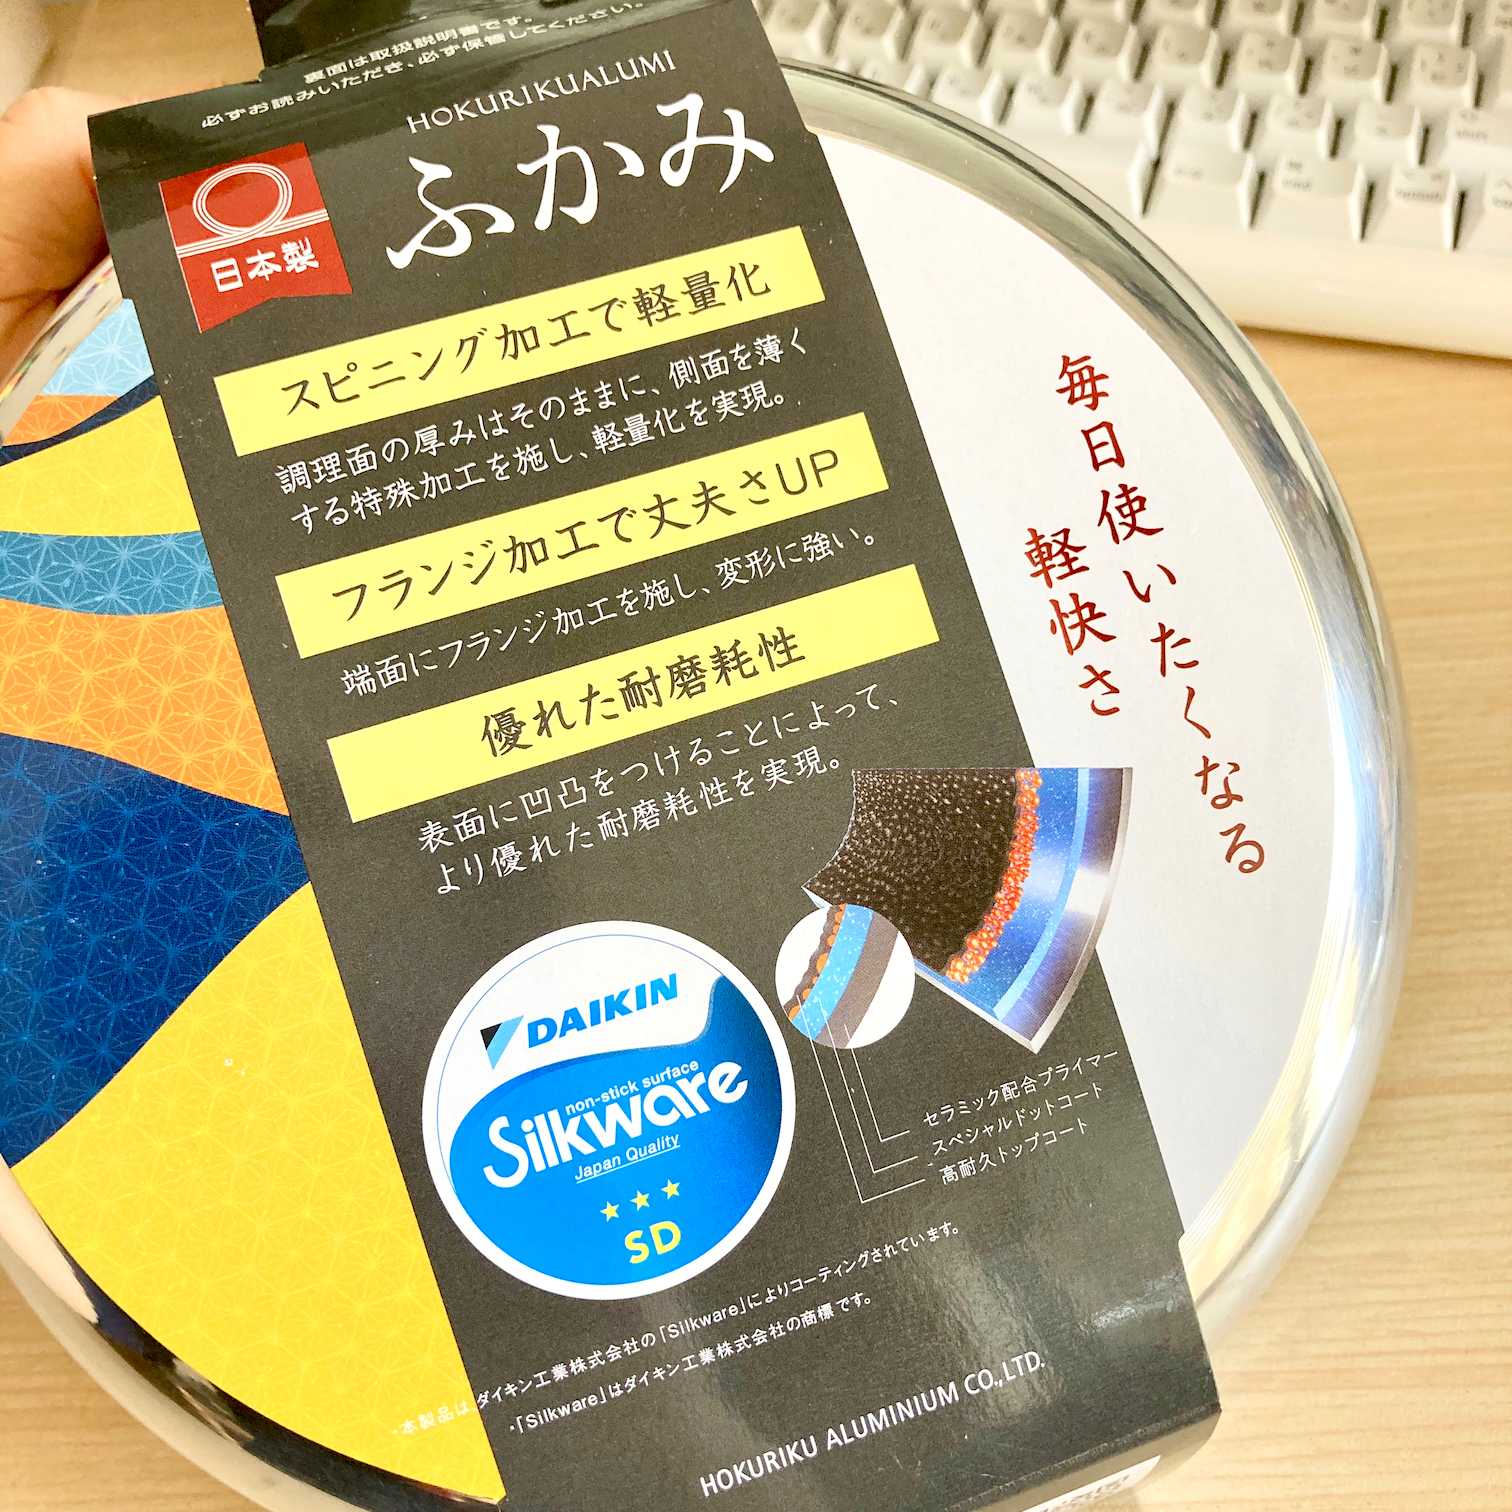 裏面は取扱説明書です。
必ずお読みいただき、必ず保管してください。
HOKURIKUALUMI
ふかみ
日本製
スピニング加工で軽量化
調理面の厚みはそのままに、側面を薄く
する特殊加工を施し、軽量化を実現。
フランジ加工で丈夫さUP
端面にフランジ加工を施し、変形に強い。
優れた耐磨耗性
表面に凹凸をつけることによって、
より優れた耐磨耗性を実現。
毎日使いたくなる
軽快さ
DAIKIN
non-stick surface
Silkware
Japan Quality
SD
セラミック配合プライマー
スペシャルドットコート
高耐久トップコート
・本製品はダイキン工業株式会社の「Silkware」によりコーティングされています。
・「Silkware」はダイキン工業株式会社の商標です。
HOKURIKU ALUMINIUM CO.,LTD.